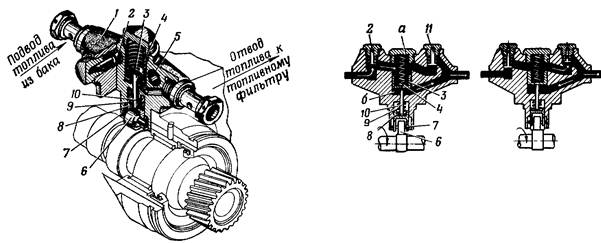 Подвод
топлива
из бака
1
2
3
4
5
Отвод
топлива к
топливному
фильтру
10
9
8
7
6
2
а
11
б
3
10
4
9
7
8
6